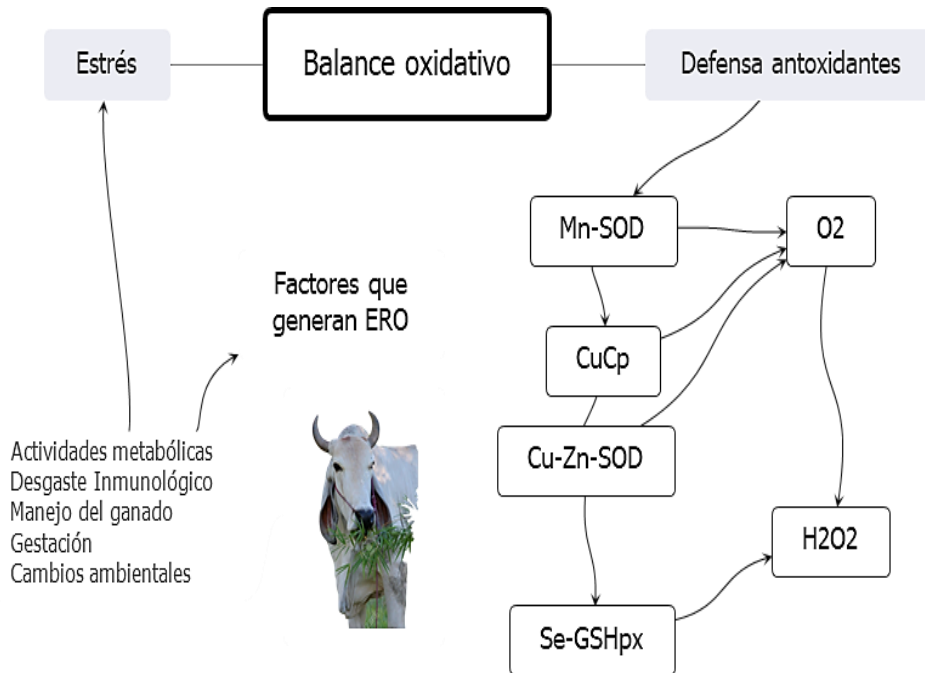 Estrés
Balance oxidativo
Defensa antoxidantes
Mn-SOD
O2
Factores que
generan ERO
CuCp
Actividades metabólicas
Desgaste Inmunológico
Manejo del ganado
Gestación
Cambios ambientales
Cu-Zn-SOD
H2O2
Se-GSHpx